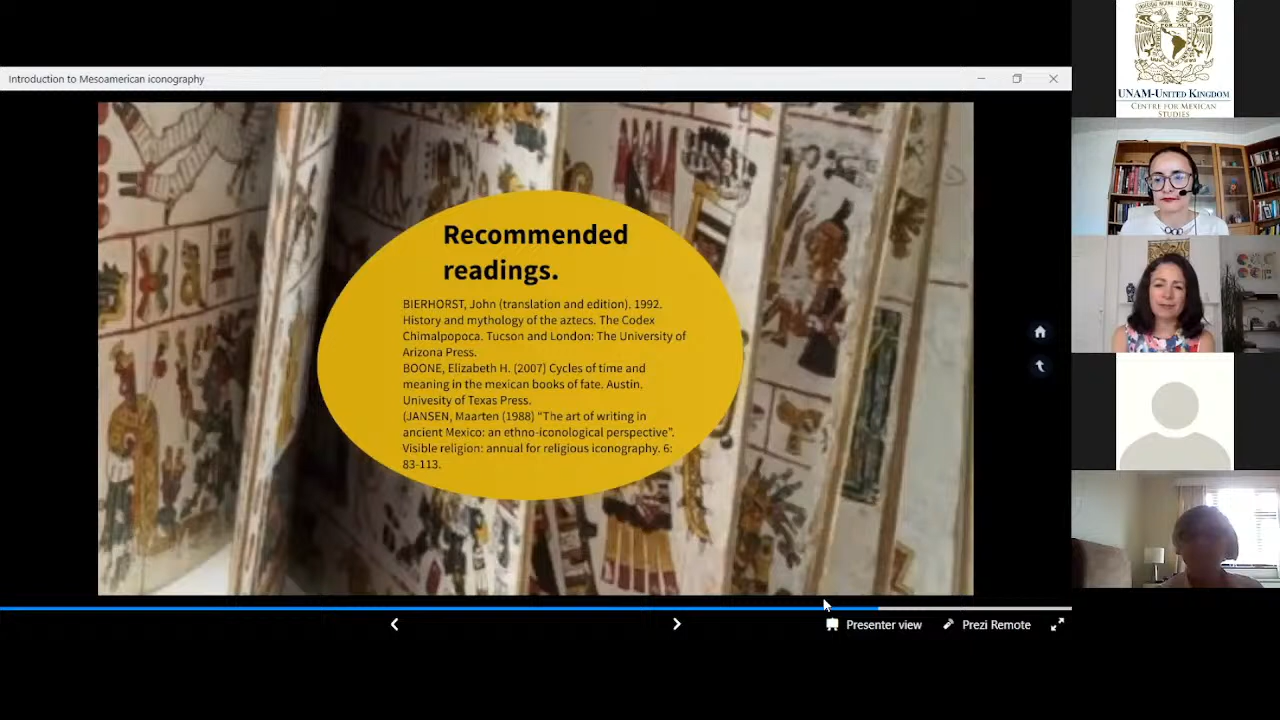 Introduction to Mesoamerican iconography
Recommended
readings.
BIERHORST, John (translation and edition). 1992.
History and mythology of the aztecs. The Codex
Chimalpopoca. Tucson and London: The University of
Arizona Press.
BOONE, Elizabeth H. (2007) Cycles of time and
meaning in the mexican books of fate. Austin.
Univesity of Texas Press.
(JANSEN, Maarten (1988) “The art of writing in
ancient Mexico: an ethno-iconological perspective”.
Visible religion: annual for religious iconography. 6:
83-113.
Presenter view
Prezi Remote
UNAM-UNITED KINGDOM
CENTRE FOR MEXICAN
STUDIES